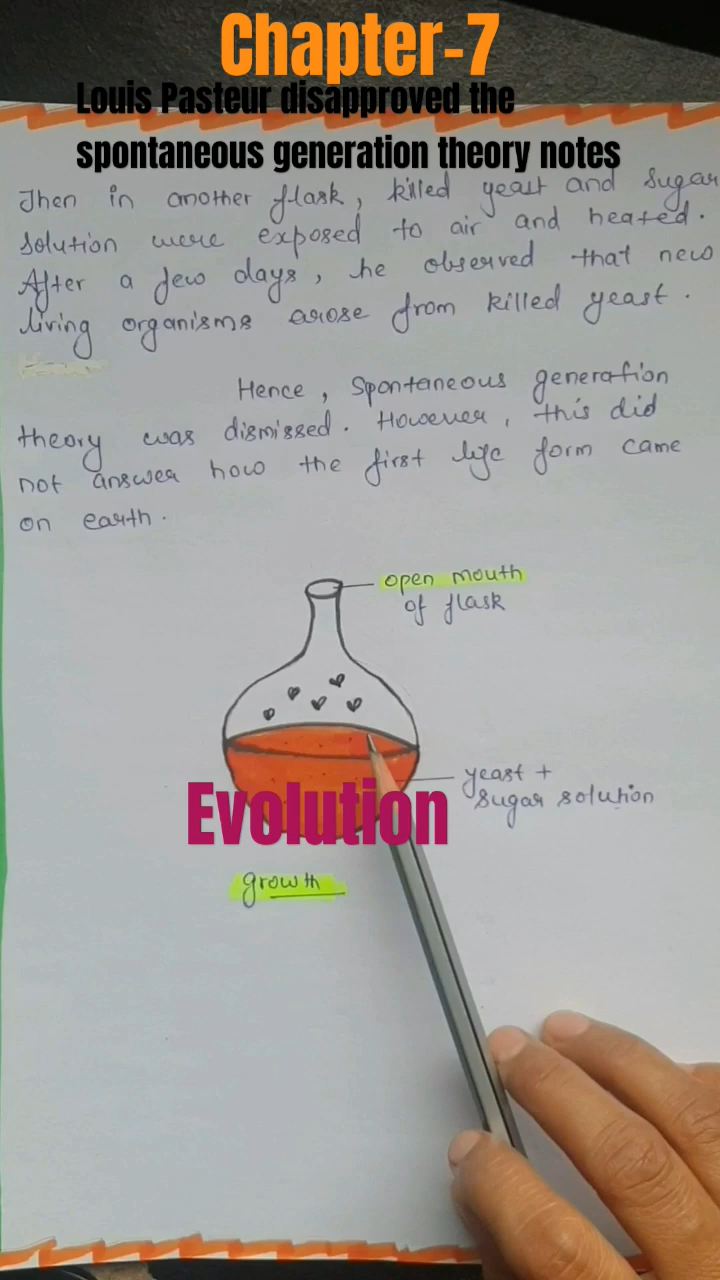 Chapter-7
Louis Pasteur disapproved the
spontaneous generation theory notes
Then in another flask, killed yeast and sugar
solution were exposed to air and heated.
After a few days, he observed that new
living organisms arose from killed yeast.
Hence, Spontaneous generation
theory was dismissed. However, this did
not answer how the first life form came
on earth.
open mouth
of flask
yeast +
sugar solution
Evolution
growth